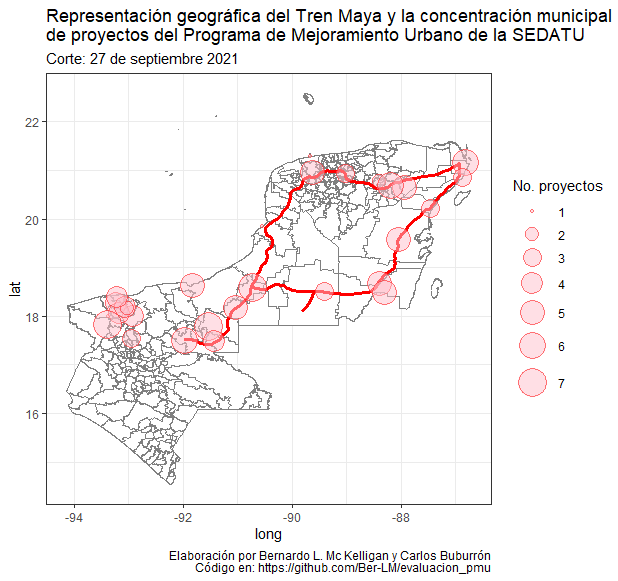 Representación geográfica del Tren Maya y la concentración municipal
de proyectos del Programa de Mejoramiento Urbano de la SEDATU
Corte: 27 de septiembre 2021
22
20
18
16
lat
-94
-92
-90
-88
long
No. proyectos
1
2
3
4
5
6
7
Elaboración por Bernardo L. Mc Kelligan y Carlos Buburrón
Código en: https://github.com/Ber-LM/evaluacion_pmu